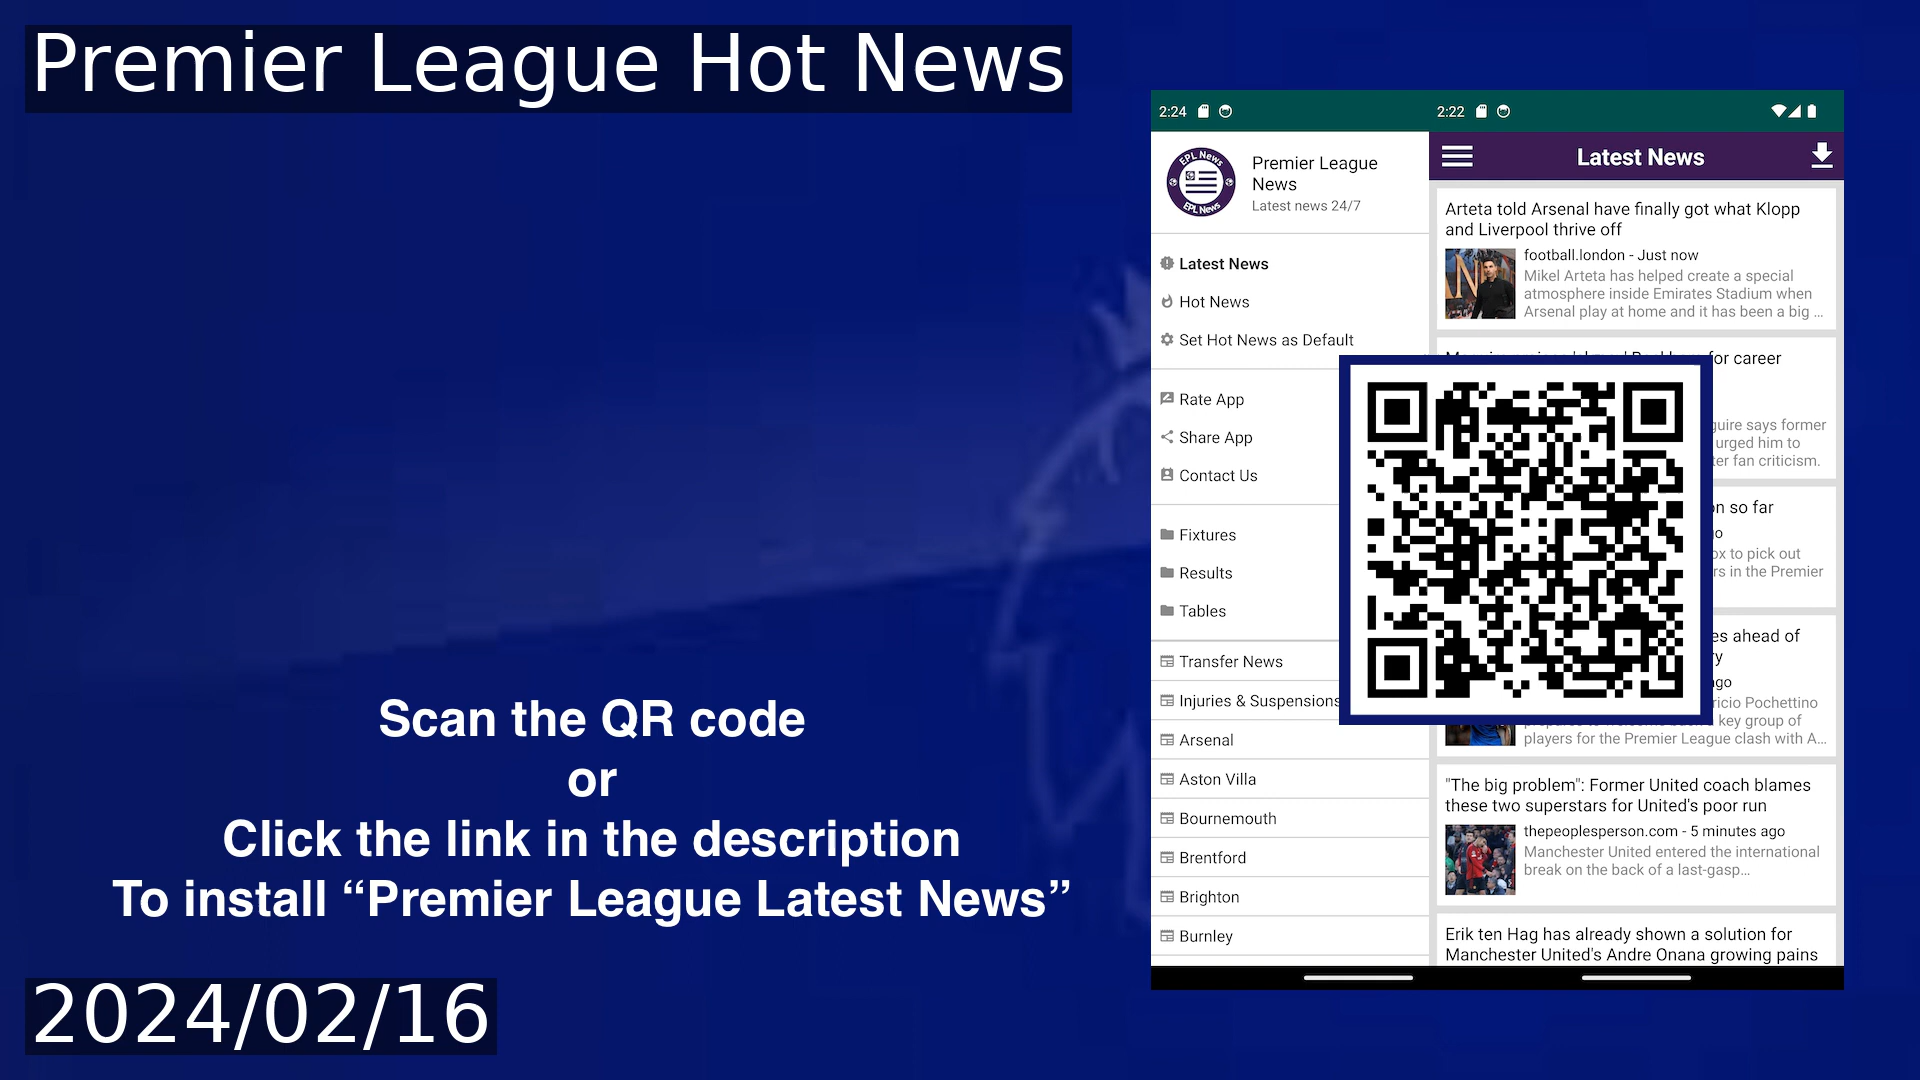 Premier League Hot News
2:24
EPL News
EPL News
Premier League
News
Latest news 24/7
Latest News
Hot News
Set Hot News as Default
Rate App
Share App
Contact Us
Fixtures
Results
Tables
Transfer News
Injuries & Suspensions
Arsenal
Aston Villa
Bournemouth
Brentford
Brighton
Burnley
2:22
Latest News
Arteta told Arsenal have finally got what Klopp
and Liverpool thrive off
football.london - Just now
Mikel Arteta has helped create a special
atmosphere inside Emirates Stadium when
Arsenal play at home and it has been a big ...
for career
says former
urged him to
fan criticism.
so far
to pick out
in the Premier
ahead of
ago
Pochettino
key group of
players for the Premier League clash with A...
"The big problem": Former United coach blames
these two superstars for United's poor run
thepeoplesperson.com - 5 minutes ago
Manchester United entered the international
break on the back of a last-gasp...
Erik ten Hag has already shown a solution for
Manchester United's Andre Onana growing pains
Scan the QR code
or
Click the link in the description
To install “Premier League Latest News”
2024/02/16